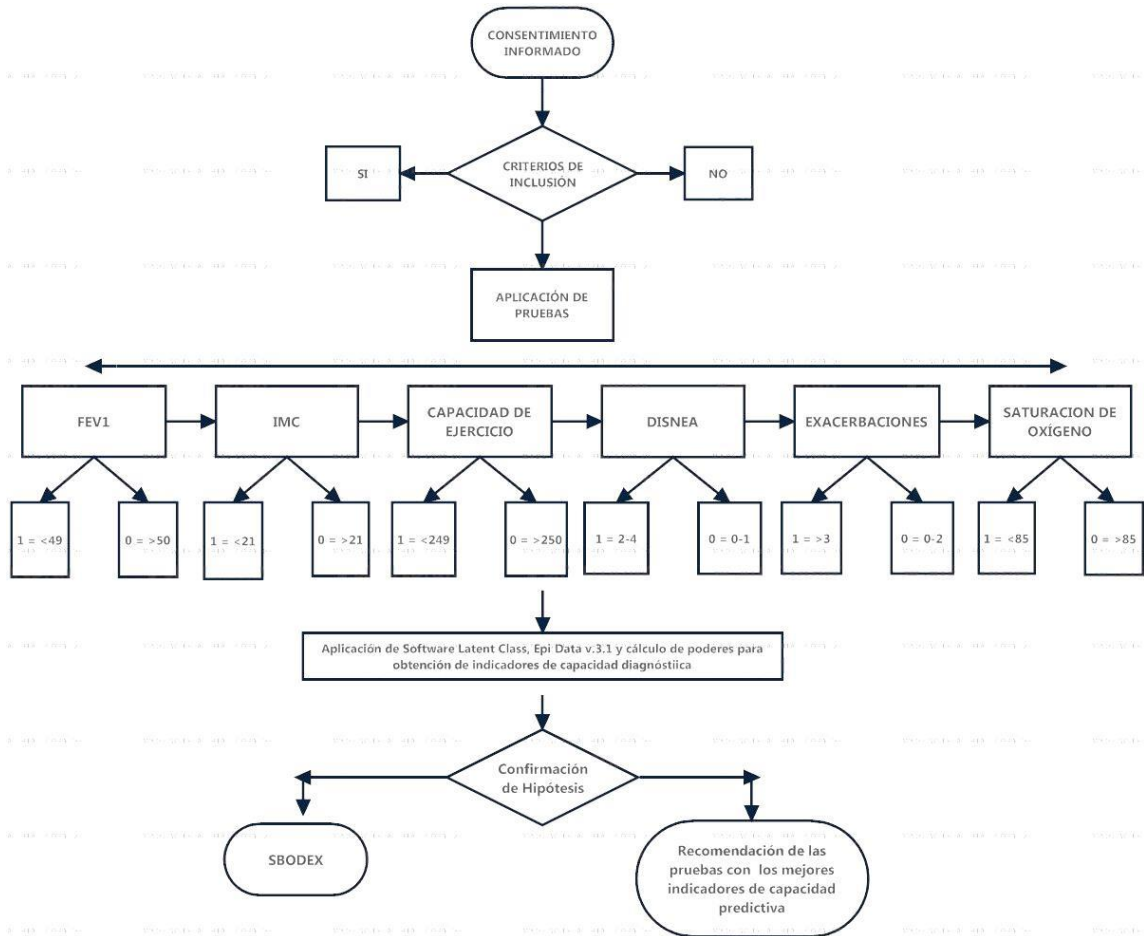 CONSENTIMIENTO
INFORMADO
CRITERIOS DE
INCLUSIÓN
SI
NO
APLICACIÓN DE
PRUEBAS
FEV1
IMC
CAPACIDAD DE
EJERCICIO
DISNEA
EXACERBACIONES
SATURACION DE
OXÍGENO
1 = <49
0 = >50
1 = <21
0 = >21
1 = <249
0 = >250
1 = 2-4
0 = 0-1
1 = >3
0 = 0-2
1 = <85
0 = >85
Aplicación de Software Latent Class, Epi Data v.3.1 y cálculo de poderes para
obtención de indicadores de capacidad diagnóstiica
Confirmación
de Hipótesis
SBODEX
Recomendación de las
pruebas con los mejores
indicadores de capacidad
predictiva